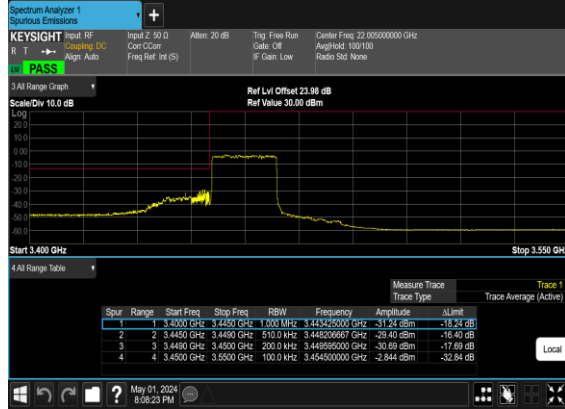 Spectrum Analyzer 1
Spurious Emissions
+
KEYSIGHT Input: RF Input Z: 50 Ω Atten: 20 dB Trig: Free Run Center Freq: 22.005000000 GHz
R T Coupling: DC Corr CCorr Gate: Off Avg|Hold: 100/100
Align: Auto Freq Ref: Int (S) IF Gain: Low Radio Std: None
PASS
3 All Range Graph
Ref Lvl Offset 23.98 dB
Scale/Div 10.0 dB Ref Value 30.00 dBm
Log
20.0
10.0
0.00
-10.0
-20.0
-30.0
-40.0
-50.0
-60.0
Start 3.400 GHz Stop 3.550 GHz
4 All Range Table
Measure Trace Trace 1
Trace Type Trace Average (Active)
Spur Range Start Freq Stop Freq RBW Frequency Amplitude ΔLimit
1 1 3.4000 GHz 3.4450 GHz 1.000 MHz 3.443425000 GHz -31.24 dBm -18.24 dB
2 2 3.4450 GHz 3.4490 GHz 510.0 kHz 3.448206667 GHz -29.40 dBm -16.40 dB
3 3 3.4490 GHz 3.4500 GHz 200.0 kHz 3.449595000 GHz -30.69 dBm -17.69 dB
4 4 3.4500 GHz 3.5500 GHz 100.0 kHz 3.454500000 GHz -2.844 dBm -32.84 dB
Local
?
May 01, 2024
8:08:23 PM